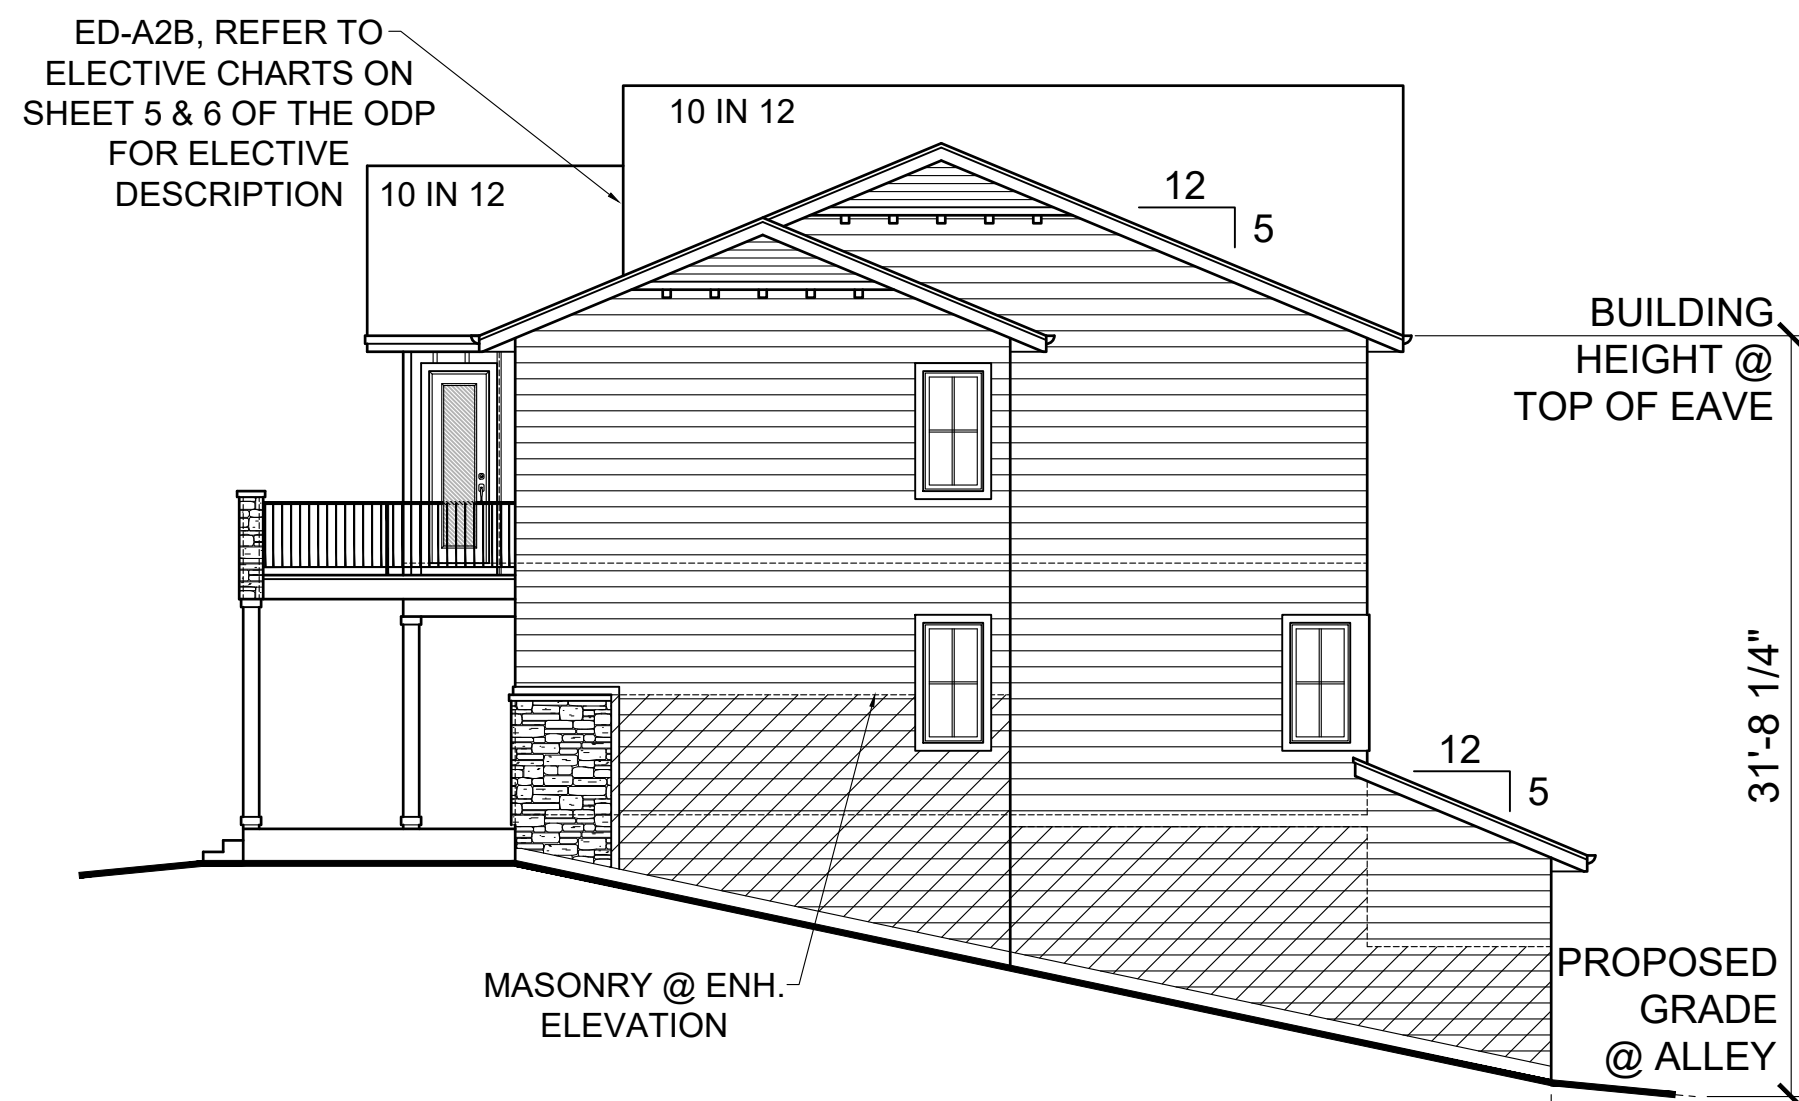 ED-A2B, REFER TO
ELECTIVE CHARTS ON
SHEET 5 & 6 OF THE ODP
FOR ELECTIVE
DESCRIPTION
10 IN 12
10 IN 12
12
5
BUILDING
HEIGHT @
TOP OF EAVE
31'-8 1/4"
12
5
MASONRY @ ENH.
ELEVATION
PROPOSED
GRADE
@ ALLEY